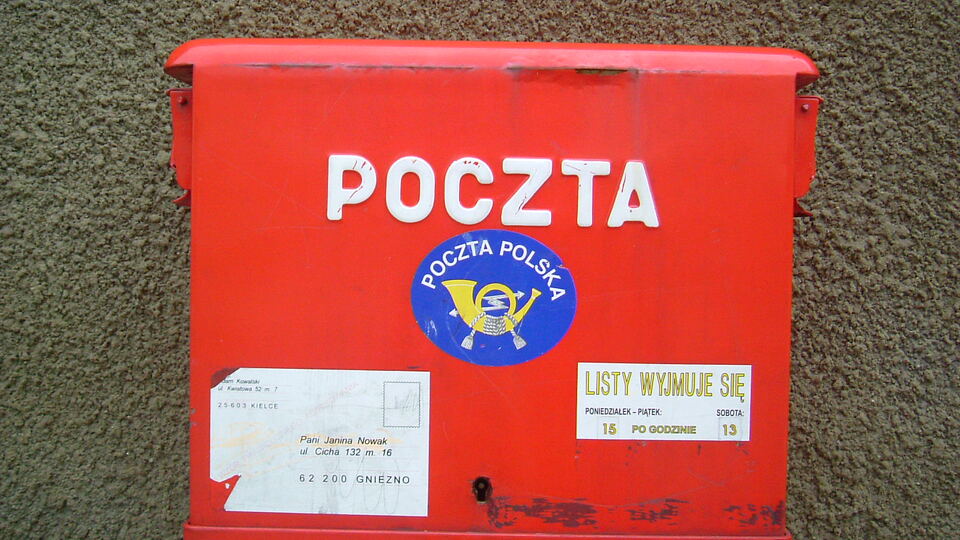 POCZTA
POCZTA POLSKA
Kowalski
ul. Kwiatowa 52 m. 7
25-603 KIELCE
Pani Janina Nowak
ul. Cicha 132 m. 16
62 200 GNIEZNO
LISTY WYJMUJE SIĘ
PONIEDZIAŁEK – PIĄTEK: SOBOTA:
15 PO GODZINIE 13